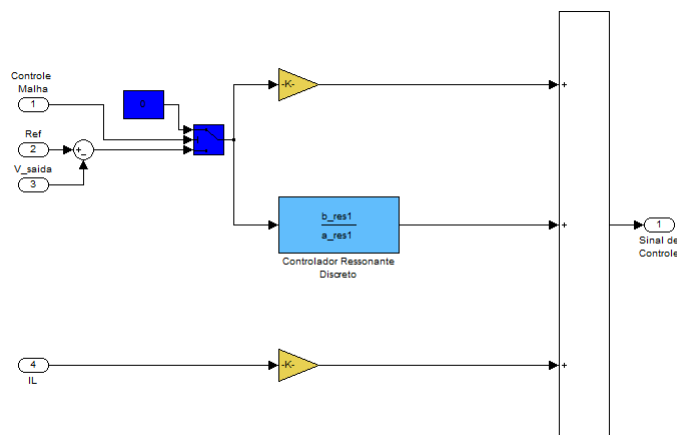 Controle
Malha
1
0
-K-
+
Ref
2
+
-
V_saida
3
b_res1
a_res1
+
1
Controlador Ressonante
Discreto
Sinal de
Controle
4
-K-
+
IL